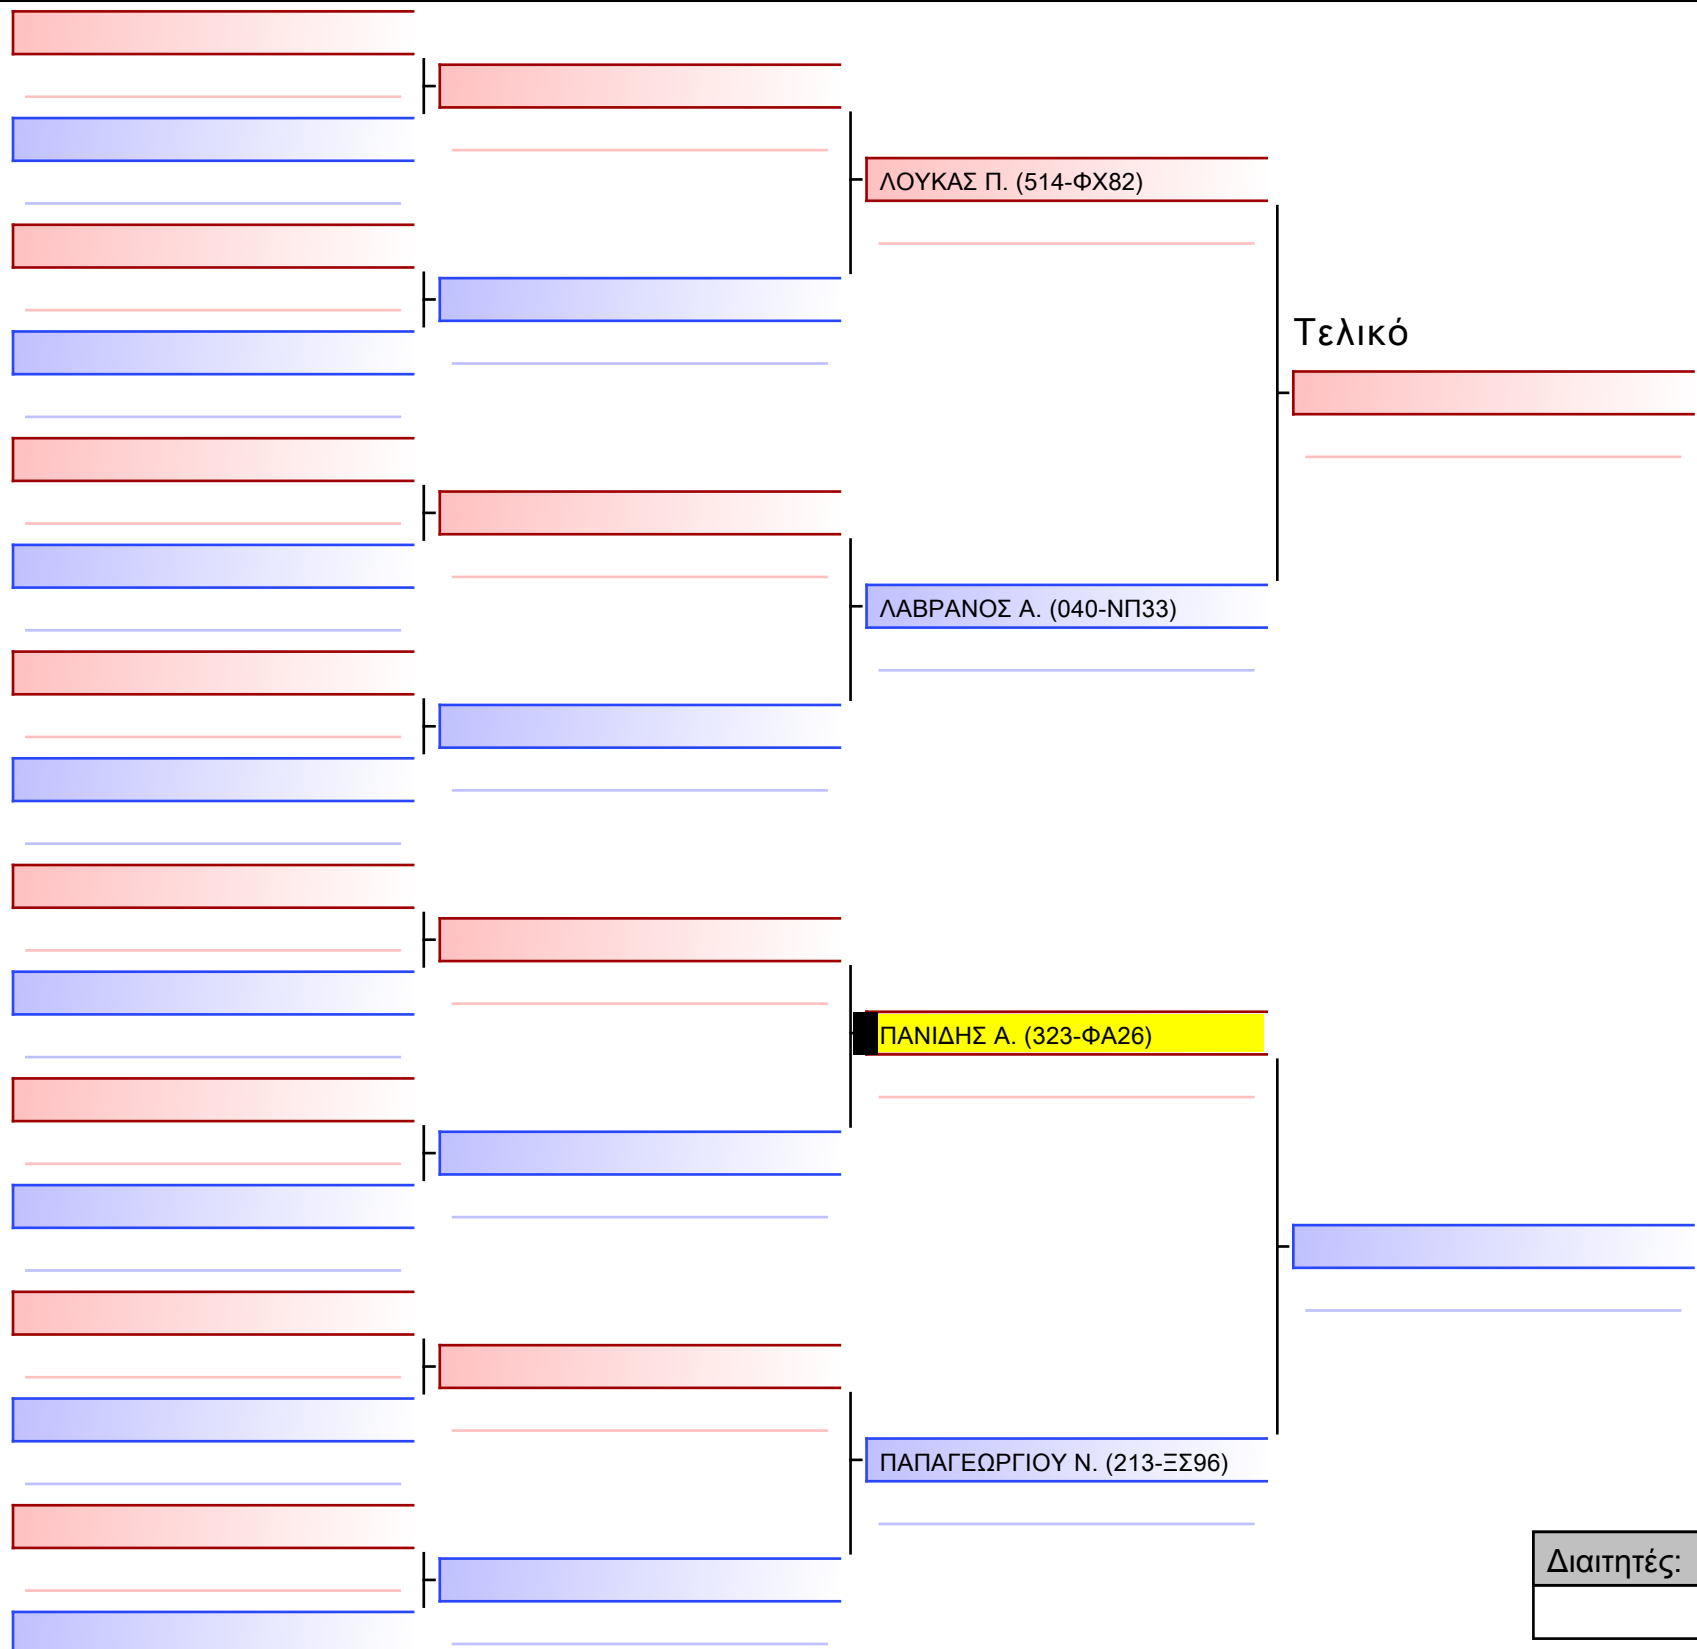 ΛΟΥΚΑΣ Π. (514-ΦΧ82)
Τελικό
ΛΑΒΡΑΝΟΣ Α. (040-ΝΠ33)
ΠΑΝΙΔΗΣ Α. (323-ΦΑ26)
ΠΑΠΑΓΕΩΡΓΙΟΥ Ν. (213-ΞΣ96)
Διαιτητές: